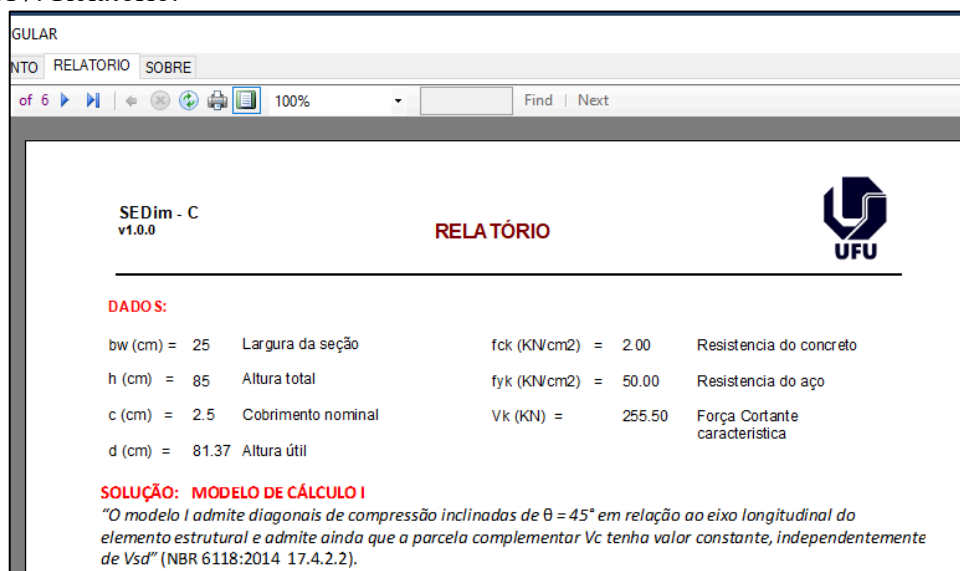 GULAR
NTO RELATORIO SOBRE
of 6 100% Find | Next
SEDim - C
v1.0.0
RELATÓRIO
UFU
DADOS:
bw (cm) = 25 Largura da seção fck (KN/cm2) = 2.00 Resistencia do concreto
h (cm) = 85 Altura total fyk (KN/cm2) = 50.00 Resistencia do aço
c (cm) = 2.5 Cobrimento nominal Vk (KN) = 255.50 Força Cortante
caracteristica
d (cm) = 81.37 Altura útil
SOLUÇÃO: MODELO DE CÁLCULO I
“O modelo I admite diagonais de compressão inclinadas de θ = 45° em relação ao eixo longitudinal do
elemento estrutural e admite ainda que a parcela complementar Vc tenha valor constante, independentemente
de Vsd” (NBR 6118:2014 17.4.2.2).